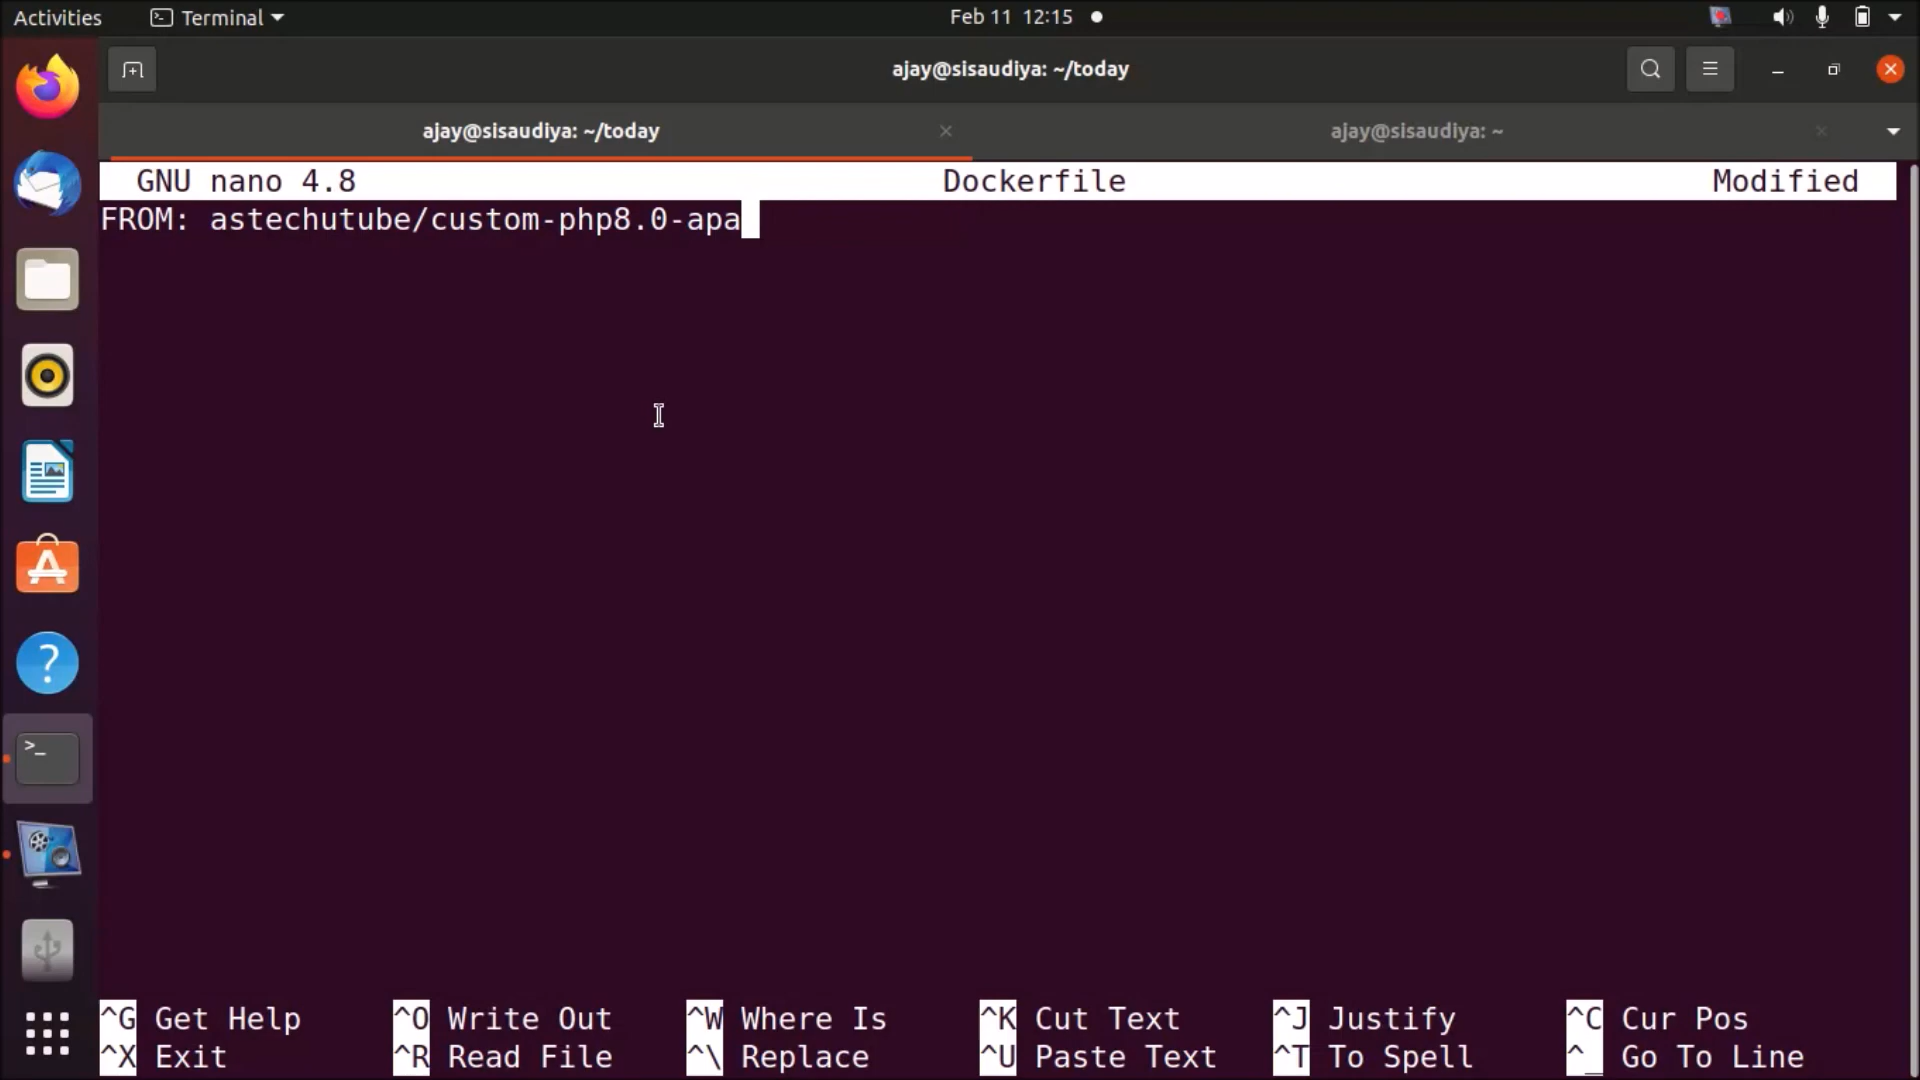 Activities Terminal Feb 11 12:15
ajay@sisaudiya: ~/today
ajay@sisaudiya: ~/today ajay@sisaudiya: ~
GNU nano 4.8 Dockerfile Modified
FROM: astechutube/custom-php8.0-apa
^G Get Help ^O Write Out ^W Where Is ^K Cut Text ^J Justify ^C Cur Pos
^X Exit ^R Read File ^\ Replace ^U Paste Text ^T To Spell ^_ Go To Line